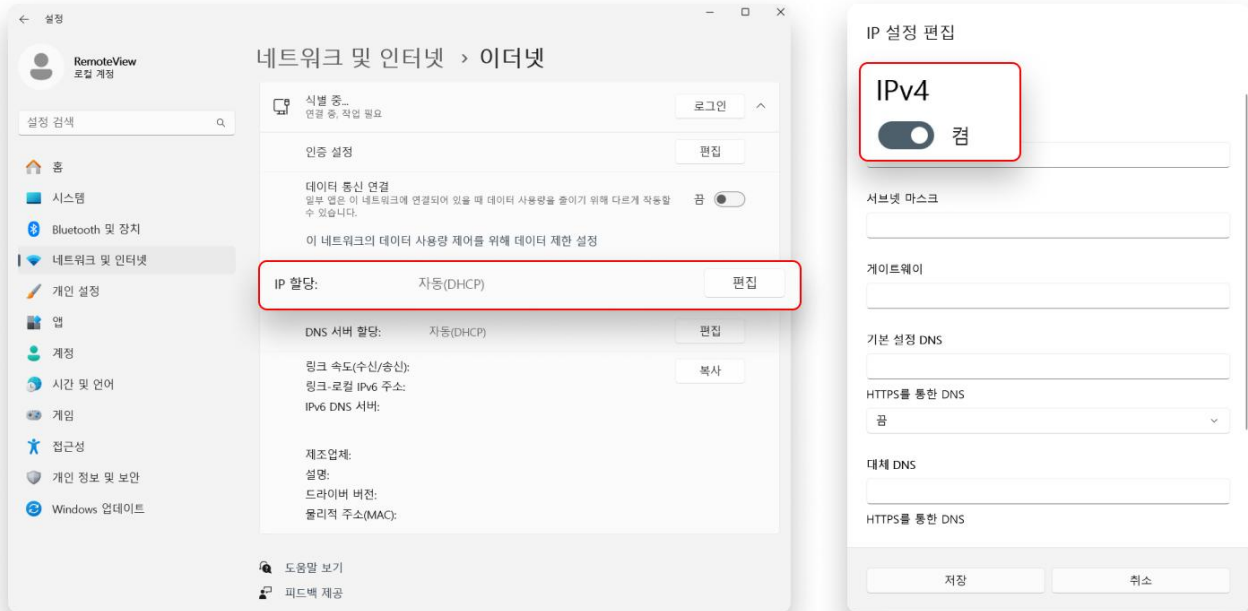 설정
RemoteView
로컬 계정
설정 검색
홈
시스템
Bluetooth 및 장치
네트워크 및 인터넷
개인 설정
앱
계정
시간 및 언어
게임
접근성
개인 정보 및 보안
Windows 업데이트
네트워크 및 인터넷 › 이더넷
식별 중...
연결 중, 작업 필요
로그인
인증 설정
편집
데이터 통신 연결
일부 앱은 이 네트워크에 연결되어 있을 때 데이터 사용량을 줄이기 위해 다르게 작동할
수 있습니다.
끔
이 네트워크의 데이터 사용량 제어를 위해 데이터 제한 설정
IP 할당: 자동(DHCP) 편집
DNS 서버 할당: 자동(DHCP) 편집
링크 속도(수신/송신): 복사
링크-로컬 IPv6 주소:
IPv6 DNS 서버:
제조업체:
설명:
드라이버 버전:
물리적 주소(MAC):
도움말 보기
피드백 제공
IP 설정 편집
IPv4
켬
서브넷 마스크
게이트웨이
기본 설정 DNS
HTTPS를 통한 DNS
끔
대체 DNS
HTTPS를 통한 DNS
저장 취소